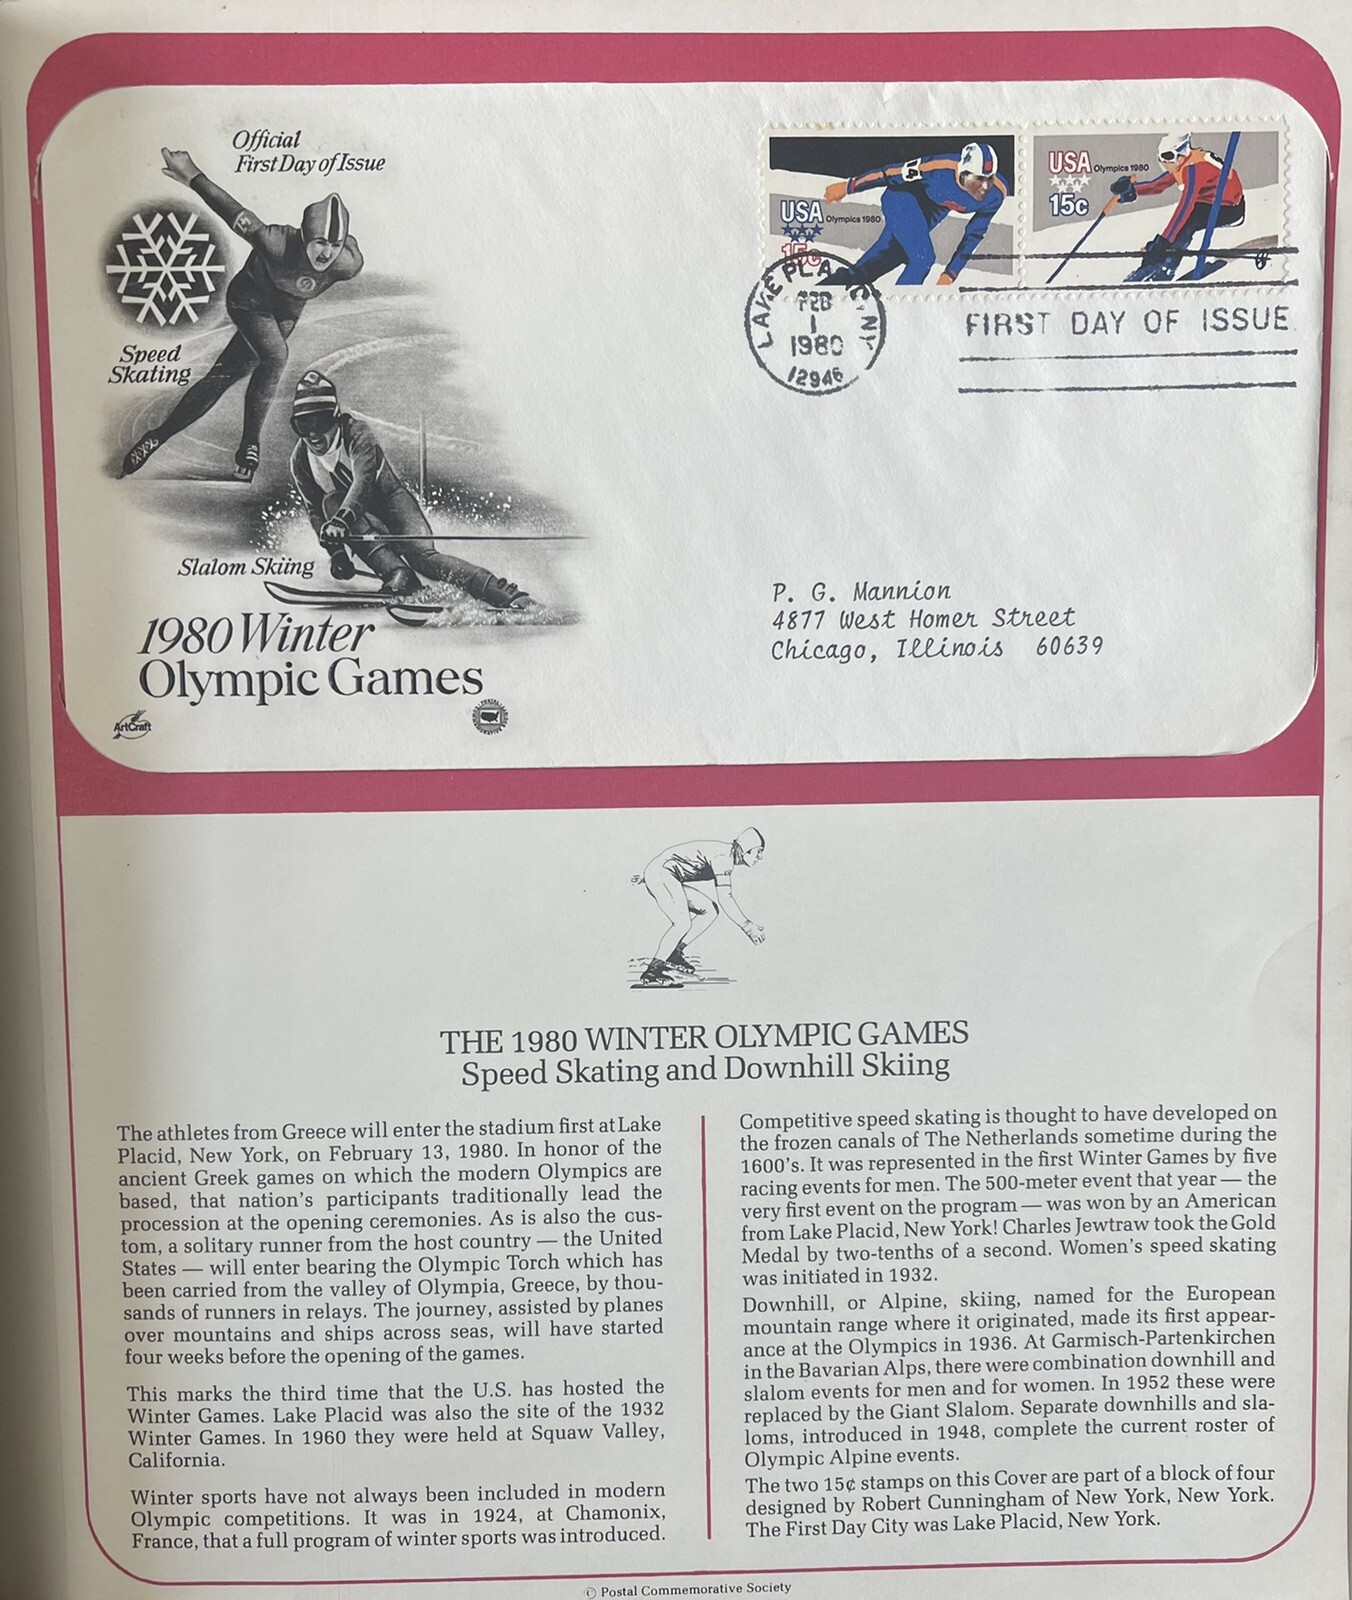 Official
First Day of Issue
Speed
Skating
Slalom Skiing
1980 Winter
Olympic Games
ArtCraft
USA Olympics 1980
15c
14
USA Olympics 1980
15c
LAKE PLACID, NY
FEB
1
1980
12946
FIRST DAY OF ISSUE
P. G. Mannion
4877 West Homer Street
Chicago, Illinois 60639
THE 1980 WINTER OLYMPIC GAMES
Speed Skating and Downhill Skiing
The athletes from Greece will enter the stadium first at Lake
Placid, New York, on February 13, 1980. In honor of the
ancient Greek games on which the modern Olympics are
based, that nation's participants traditionally lead the
procession at the opening ceremonies. As is also the cus-
tom, a solitary runner from the host country — the United
States — will enter bearing the Olympic Torch which has
been carried from the valley of Olympia, Greece, by thou-
sands of runners in relays. The journey, assisted by planes
over mountains and ships across seas, will have started
four weeks before the opening of the games.
This marks the third time that the U.S. has hosted the
Winter Games. Lake Placid was also the site of the 1932
Winter Games. In 1960 they were held at Squaw Valley,
California.
Winter sports have not always been included in modern
Olympic competitions. It was in 1924, at Chamonix,
France, that a full program of winter sports was introduced.
Competitive speed skating is thought to have developed on
the frozen canals of The Netherlands sometime during the
1600's. It was represented in the first Winter Games by five
racing events for men. The 500-meter event that year — the
very first event on the program — was won by an American
from Lake Placid, New York! Charles Jewtraw took the Gold
Medal by two-tenths of a second. Women's speed skating
was initiated in 1932.
Downhill, or Alpine, skiing, named for the European
mountain range where it originated, made its first appear-
ance at the Olympics in 1936. At Garmisch-Partenkirchen
in the Bavarian Alps, there were combination downhill and
slalom events for men and for women. In 1952 these were
replaced by the Giant Slalom. Separate downhills and sla-
loms, introduced in 1948, complete the current roster of
Olympic Alpine events.
The two 15¢ stamps on this Cover are part of a block of four
designed by Robert Cunningham of New York, New York.
The First Day City was Lake Placid, New York.
© Postal Commemorative Society